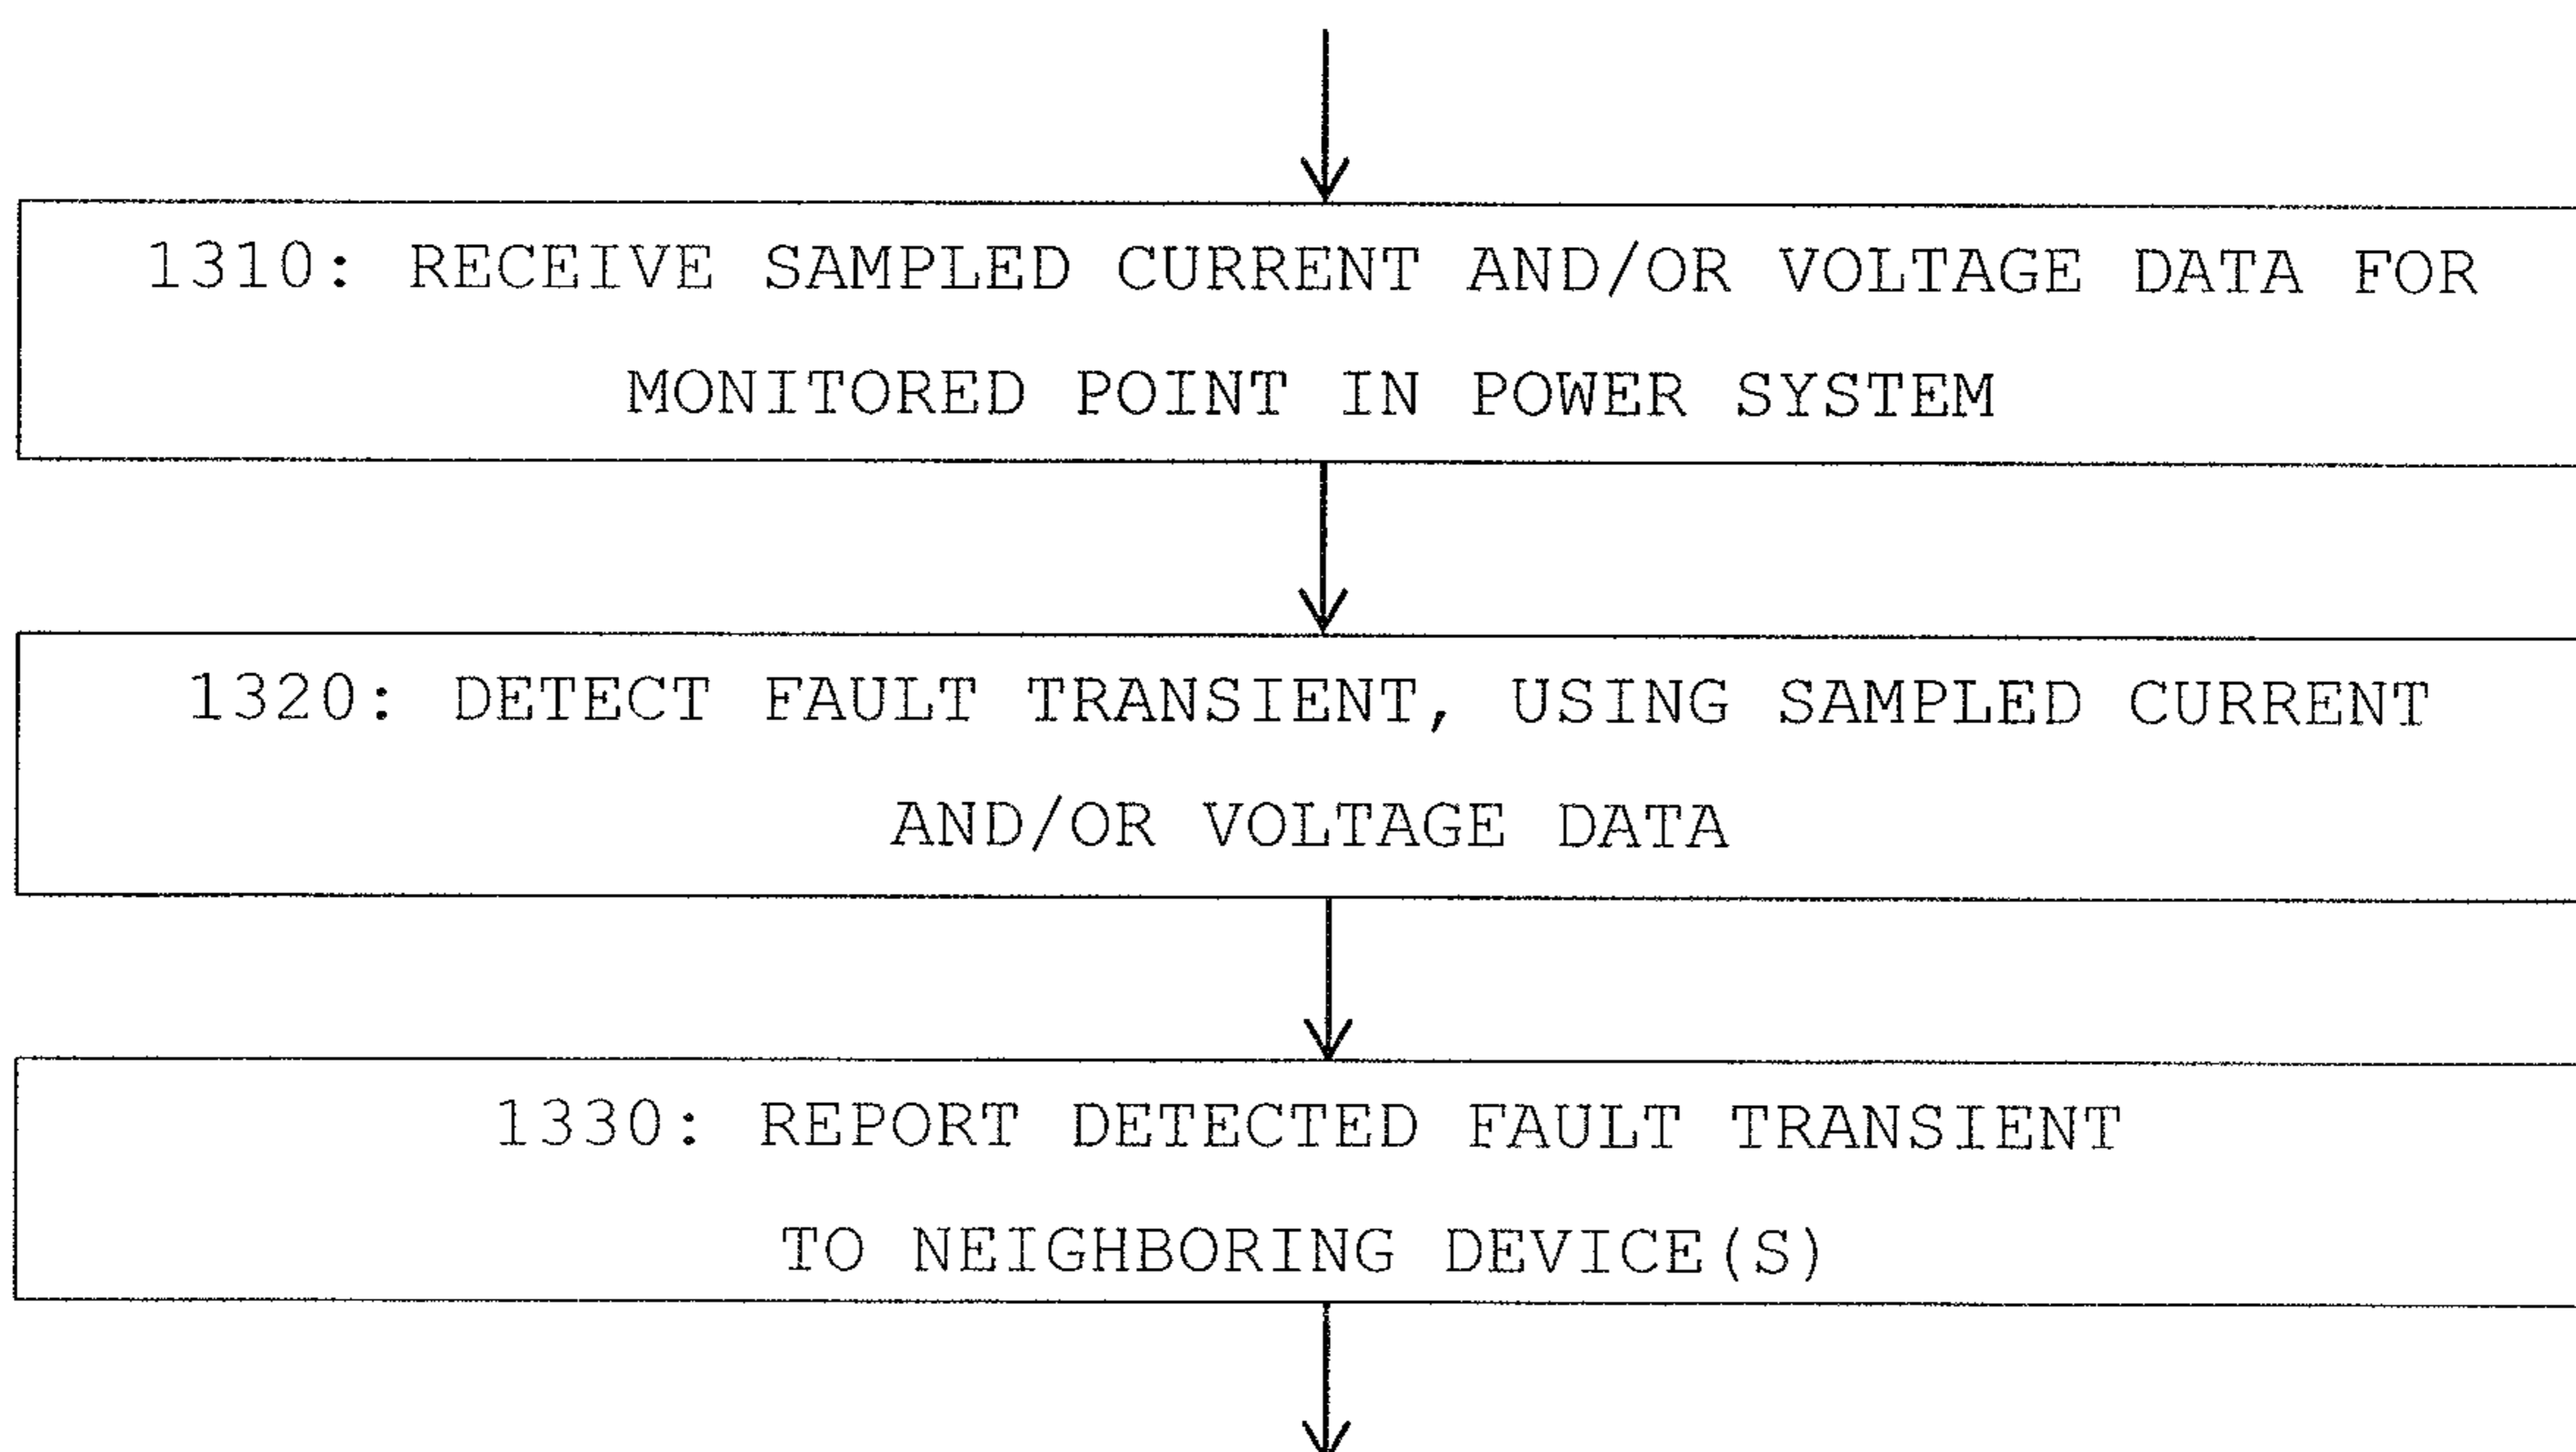 1310: RECEIVE SAMPLED CURRENT AND/OR VOLTAGE DATA FOR
MONITORED POINT IN POWER SYSTEM
1320: DETECT FAULT TRANSIENT, USING SAMPLED CURRENT
AND/OR VOLTAGE DATA
1330: REPORT DETECTED FAULT TRANSIENT
TO NEIGHBORING DEVICE(S)